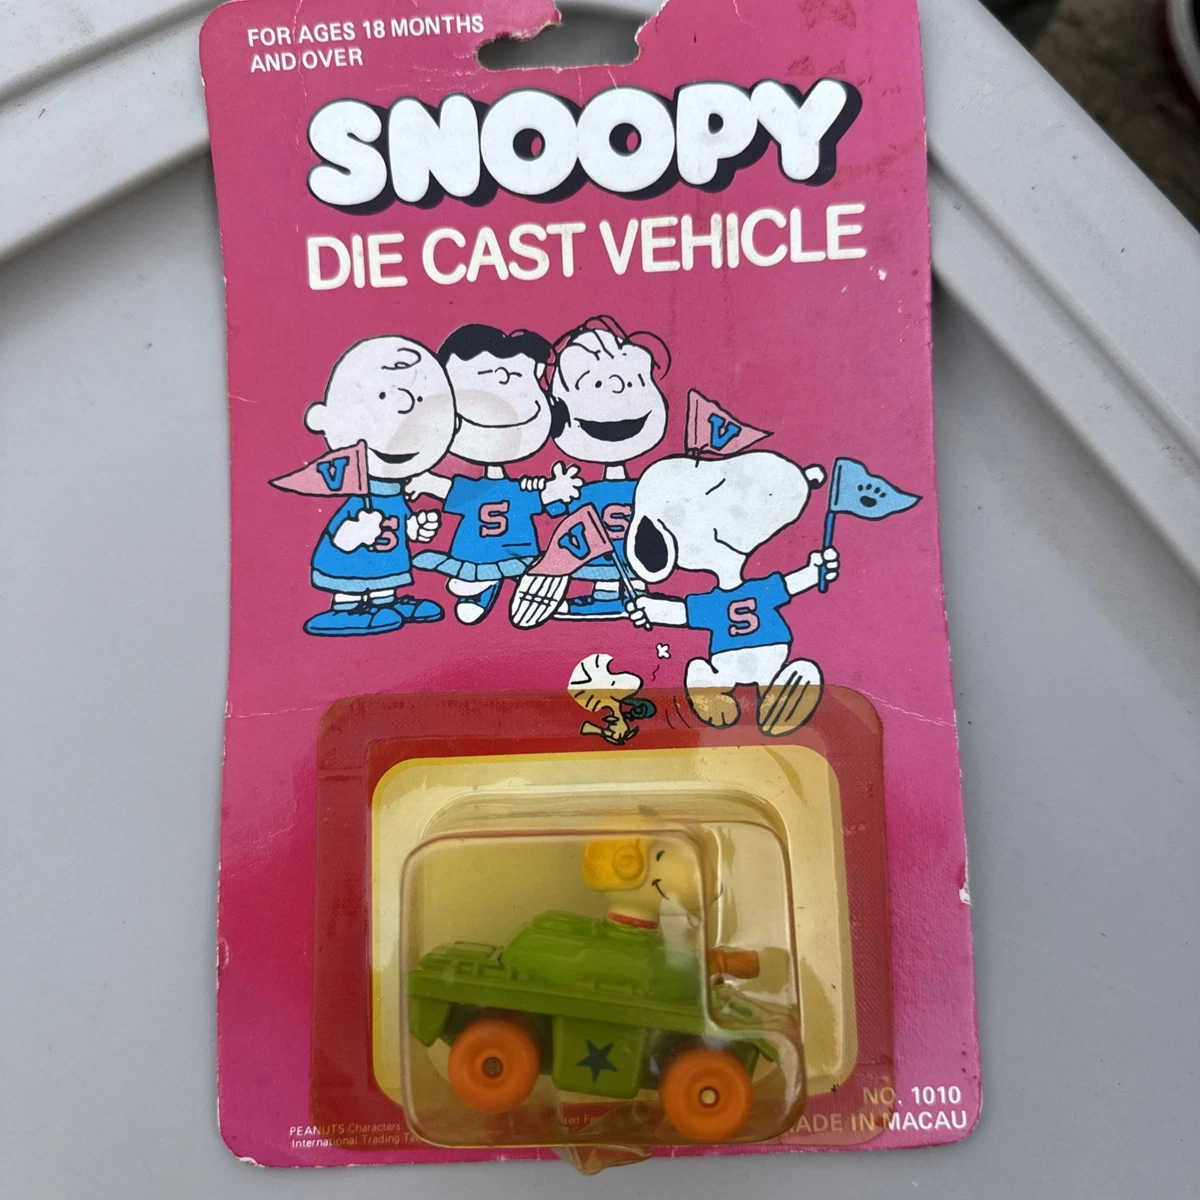 FOR AGES 18 MONTHS
AND OVER
SNOOPY
DIE CAST VEHICLE
V
V
V
S
S
S
S
NO. 1010
MADE IN MACAU
PEANUTS Characters
International Trading